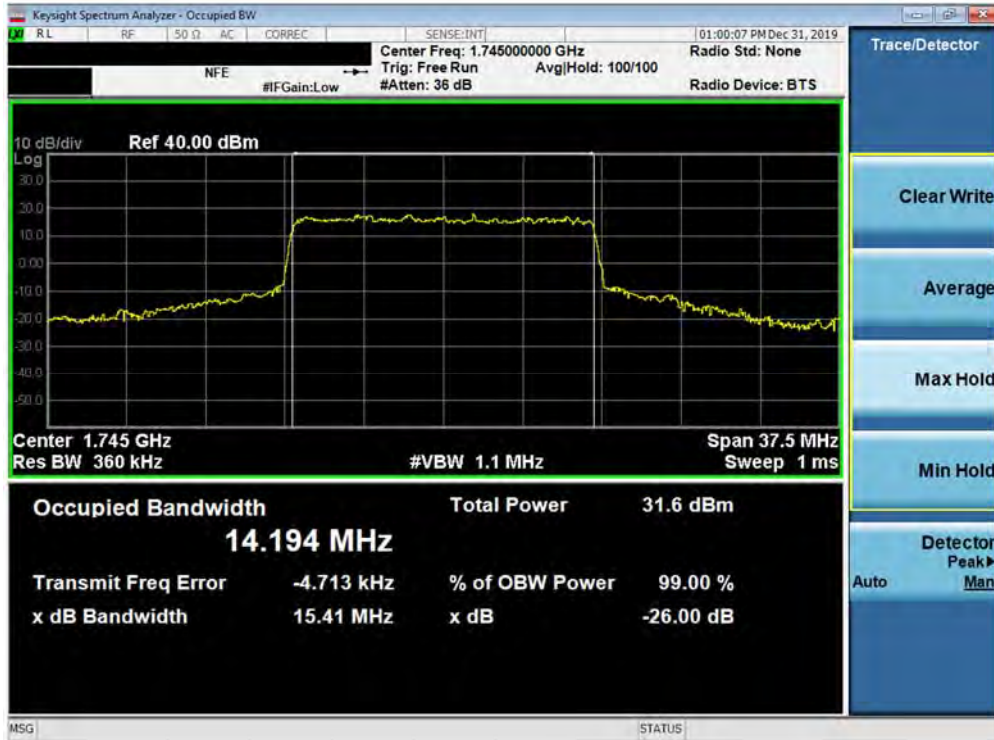 Keysight Spectrum Analyzer - Occupied BW
LXI RL RF 50 Ω AC CORREC SENSE:INT 01:00:07 PM Dec 31, 2019
Center Freq: 1.745000000 GHz Radio Std: None
NFE Trig: Free Run Avg|Hold: 100/100
#IFGain:Low #Atten: 36 dB Radio Device: BTS
Trace/Detector
10 dB/div Ref 40.00 dBm
Log
30.0
20.0
10.0
0.00
-10.0
-20.0
-30.0
-40.0
-50.0
Center 1.745 GHz Span 37.5 MHz
Res BW 360 kHz #VBW 1.1 MHz Sweep 1 ms
Occupied Bandwidth Total Power 31.6 dBm
14.194 MHz
Transmit Freq Error -4.713 kHz % of OBW Power 99.00 %
x dB Bandwidth 15.41 MHz x dB -26.00 dB
Clear Write
Average
Max Hold
Min Hold
Detector
Peak▶
Auto Man
MSG STATUS